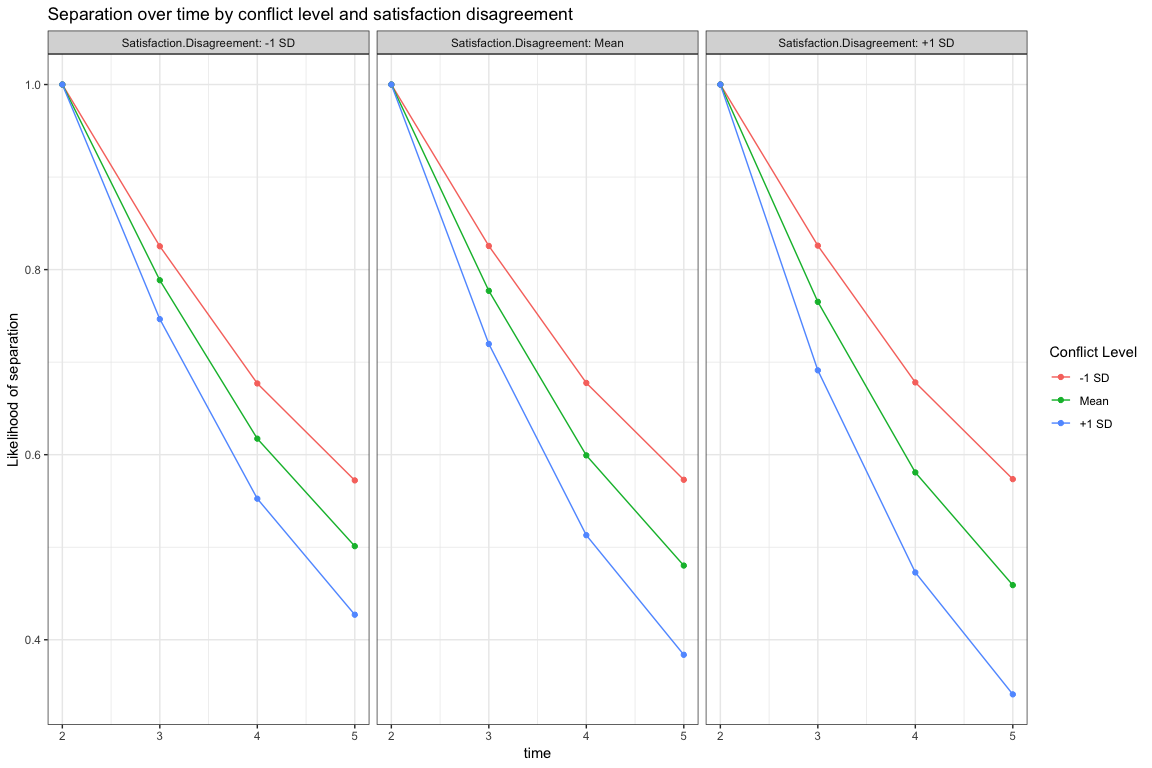 Separation over time by conflict level and satisfaction disagreement
Satisfaction.Disagreement: -1 SD
Satisfaction.Disagreement: Mean
Satisfaction.Disagreement: +1 SD
Likelihood of separation
1.0
0.8
0.6
0.4
2 3 4 5
2 3 4 5
2 3 4 5
time
Conflict Level
-1 SD
Mean
+1 SD